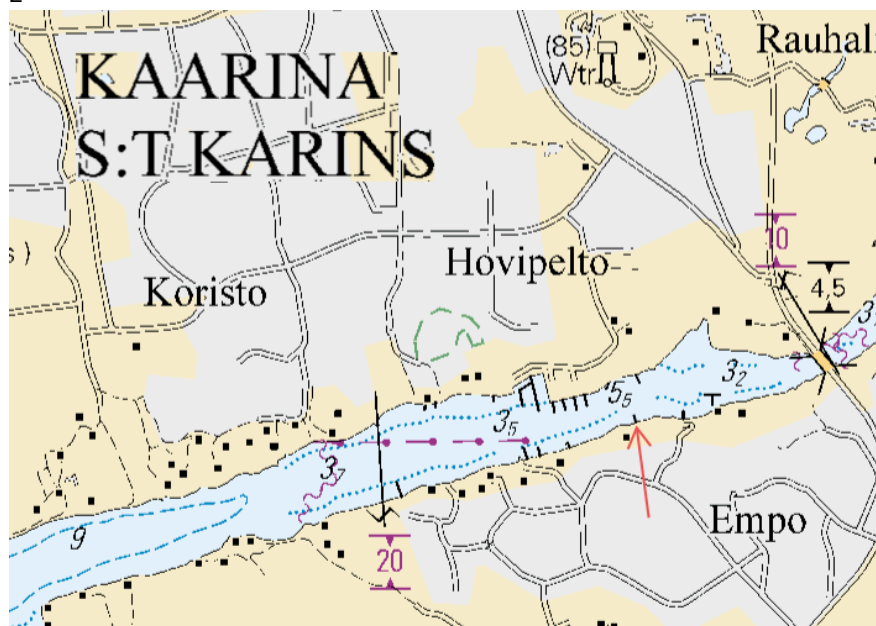 KAARINA
S:T KARINS
(85)
Wtr
Rauhal
10
4,5
Hovipelto
Koristo
3
3₂
5₅
3₅
3₇
9
20
Empo